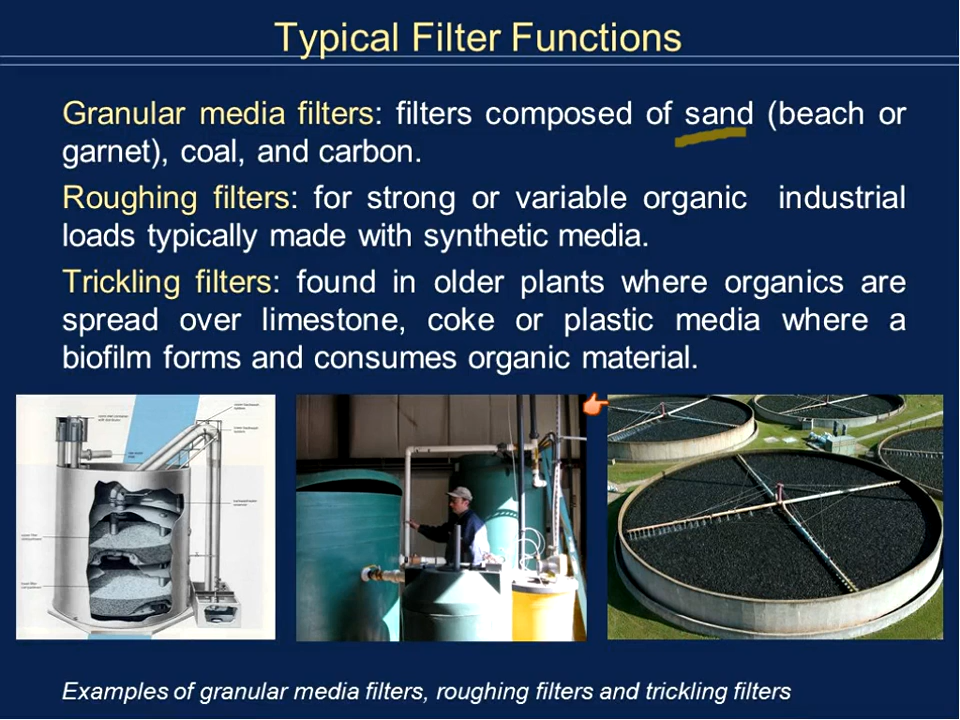 Typical Filter Functions
Granular media filters: filters composed of sand (beach or
garnet), coal, and carbon.
Roughing filters: for strong or variable organic industrial
loads typically made with synthetic media.
Trickling filters: found in older plants where organics are
spread over limestone, coke or plastic media where a
biofilm forms and consumes organic material.
Examples of granular media filters, roughing filters and trickling filters